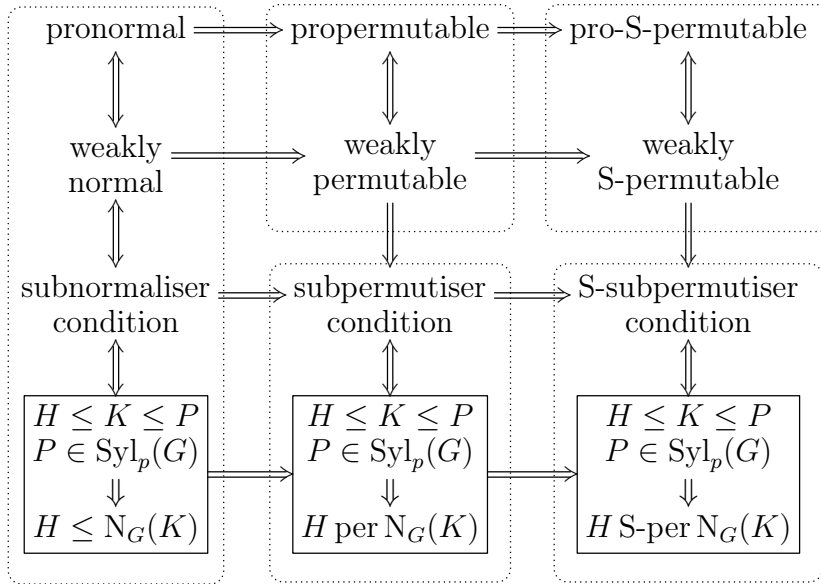 pronormal propermutable pro-S-permutable
weakly normal
weakly permutable
weakly S-permutable
subnormaliser condition
subpermutiser condition
S-subpermutiser condition
H ≤ K ≤ P
P ∈ Syl_p(G)
⇓
H ≤ N_G(K)
H ≤ K ≤ P
P ∈ Syl_p(G)
⇓
H per N_G(K)
H ≤ K ≤ P
P ∈ Syl_p(G)
⇓
H S-per N_G(K)